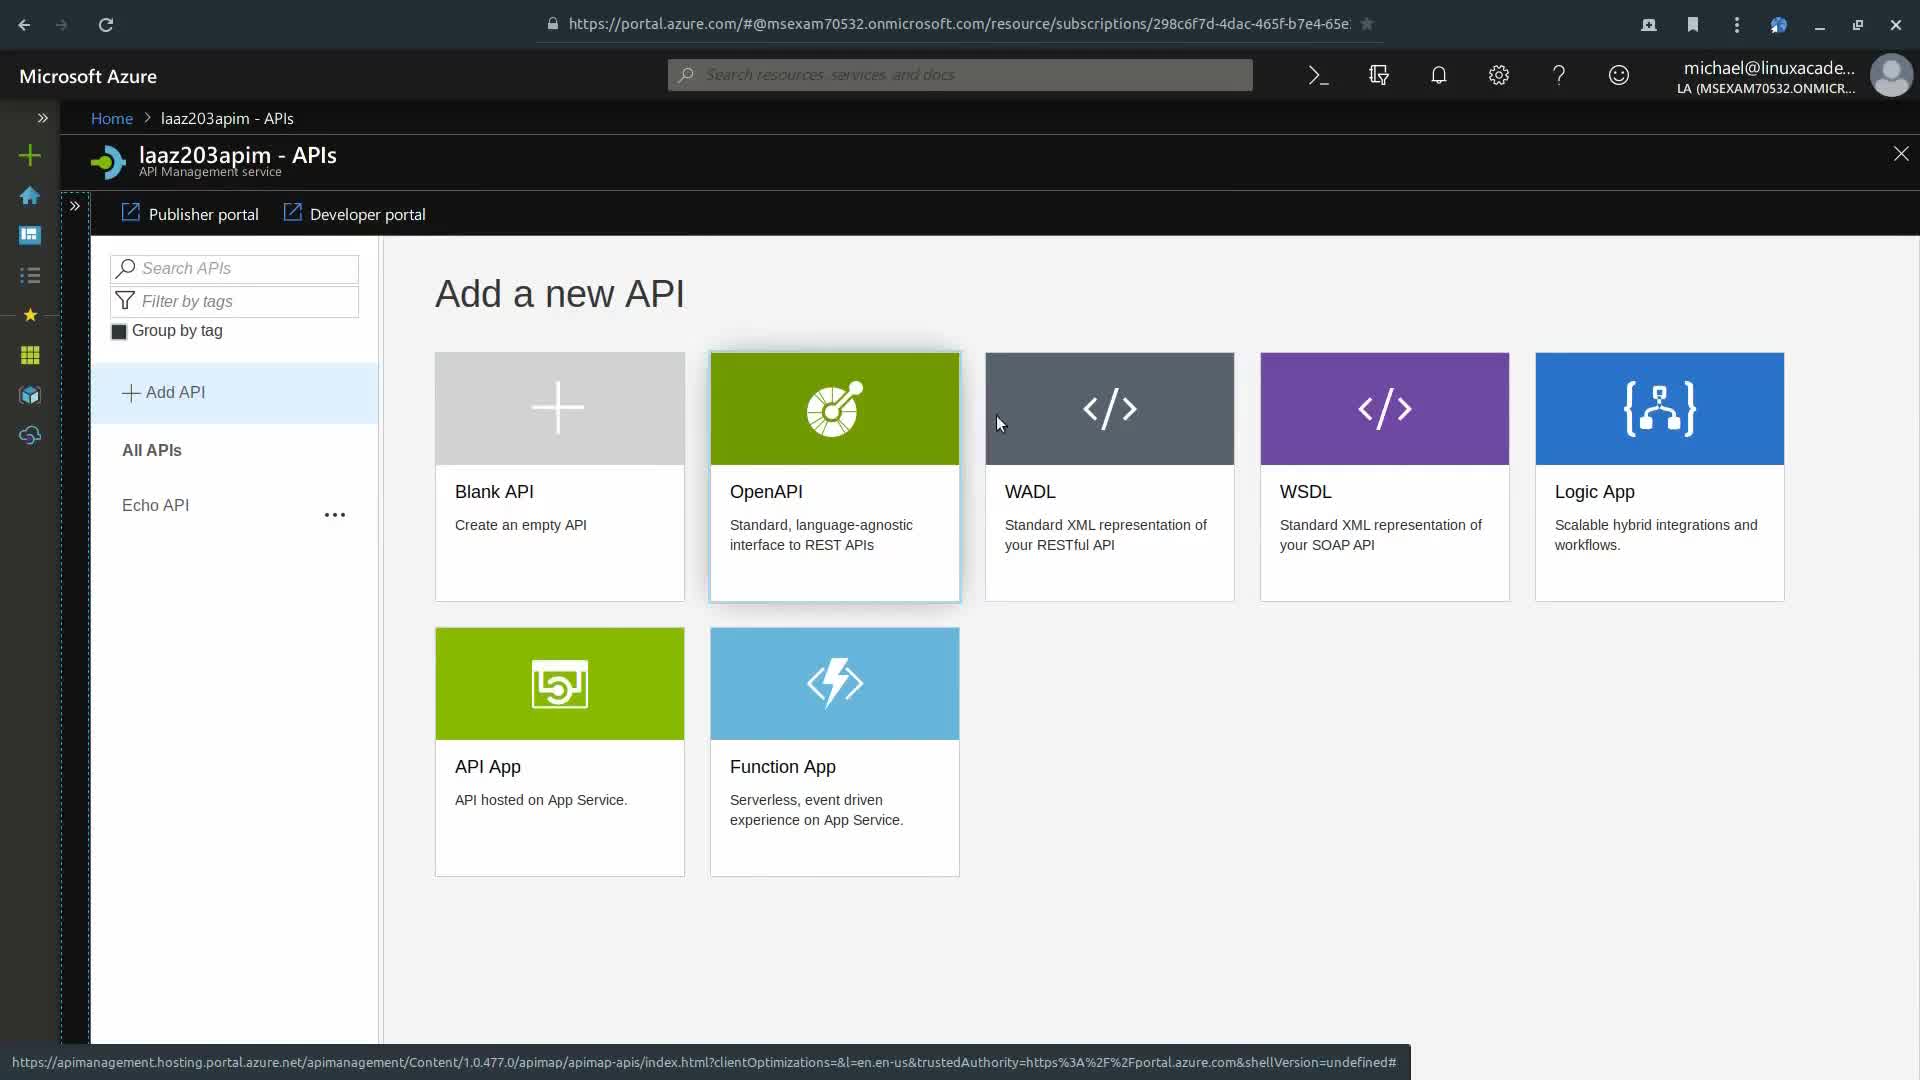 https://portal.azure.com/#@msexam70532.onmicrosoft.com/resource/subscriptions/298c6f7d-4dac-465f-b7e4-65e
Microsoft Azure
Search resources, services, and docs
michael@linuxacade...
LA (MSEXAM70532.ONMICR...
Home > laaz203apim - APIs
laaz203apim - APIs
API Management service
Publisher portal
Developer portal
Search APIs
Filter by tags
Group by tag
Add API
All APIs
Echo API
Add a new API
Blank API
Create an empty API
OpenAPI
Standard, language-agnostic
interface to REST APIs
WADL
Standard XML representation of
your RESTful API
WSDL
Standard XML representation of
your SOAP API
Logic App
Scalable hybrid integrations and
workflows.
API App
API hosted on App Service.
Function App
Serverless, event driven
experience on App Service.
https://apimanagement.hosting.portal.azure.net/apimanagement/Content/1.0.477.0/apimap/apimap-apis/index.html?clientOptimizations=&l=en.en-us&trustedAuthority=https%3A%2F%2Fportal.azure.com&shellVersion=undefined#